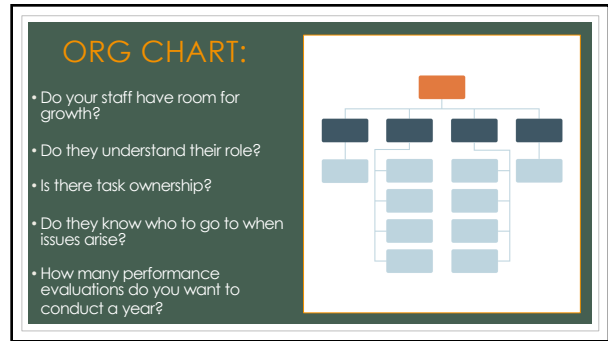 ORG CHART:
• Do your staff have room for
growth?
• Do they understand their role?
• Is there task ownership?
• Do they know who to go to when
issues arise?
• How many performance
evaluations do you want to
conduct a year?